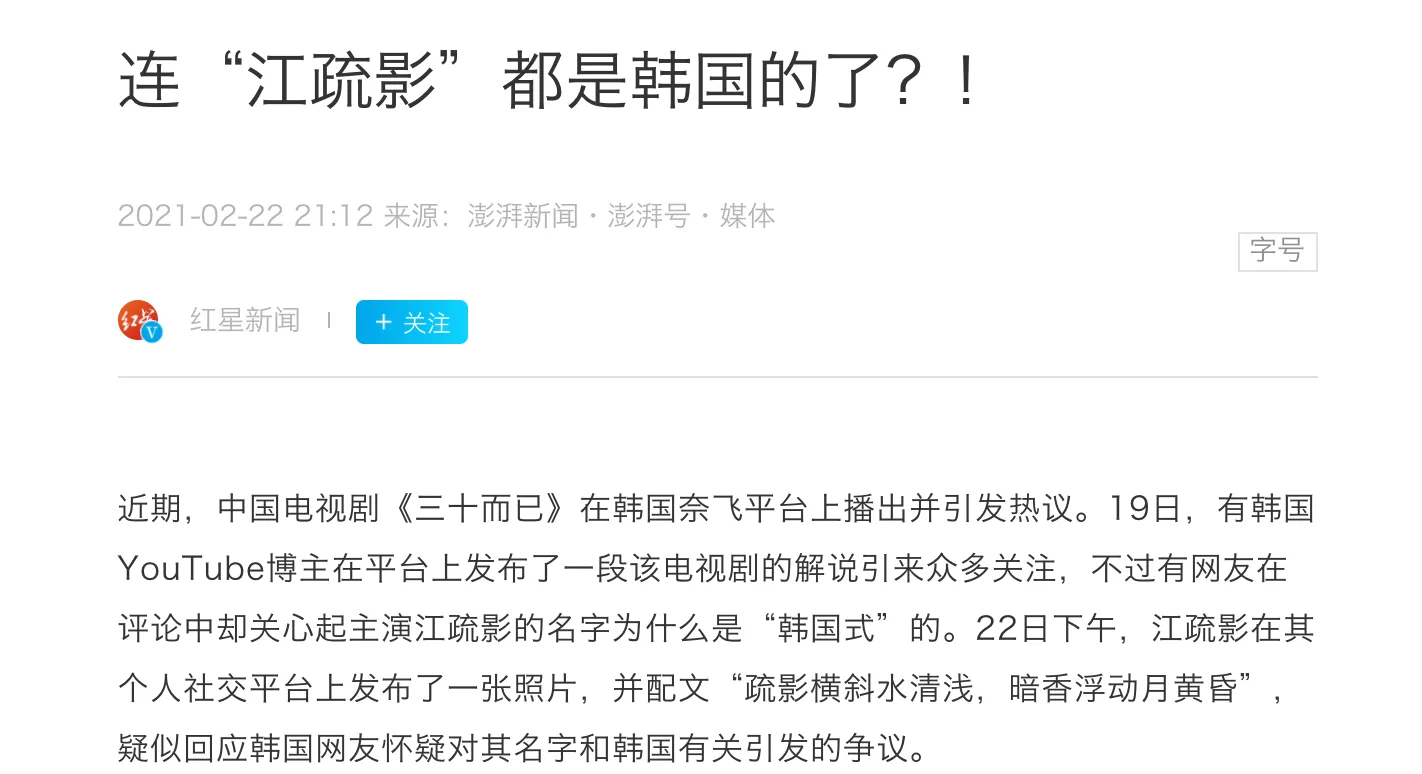 连“江疏影”都是韩国的了？！
2021-02-22 21:12 来源：澎湃新闻·澎湃号·媒体
字号
红星 V 红星新闻 | + 关注
近期，中国电视剧《三十而已》在韩国奈飞平台上播出并引发热议。19日，有韩国
YouTube博主在平台上发布了一段该电视剧的解说引来众多关注，不过有网友在
评论中却关心起主演江疏影的名字为什么是“韩国式”的。22日下午，江疏影在其
个人社交平台上发布了一张照片，并配文“疏影横斜水清浅，暗香浮动月黄昏”，
疑似回应韩国网友怀疑对其名字和韩国有关引发的争议。